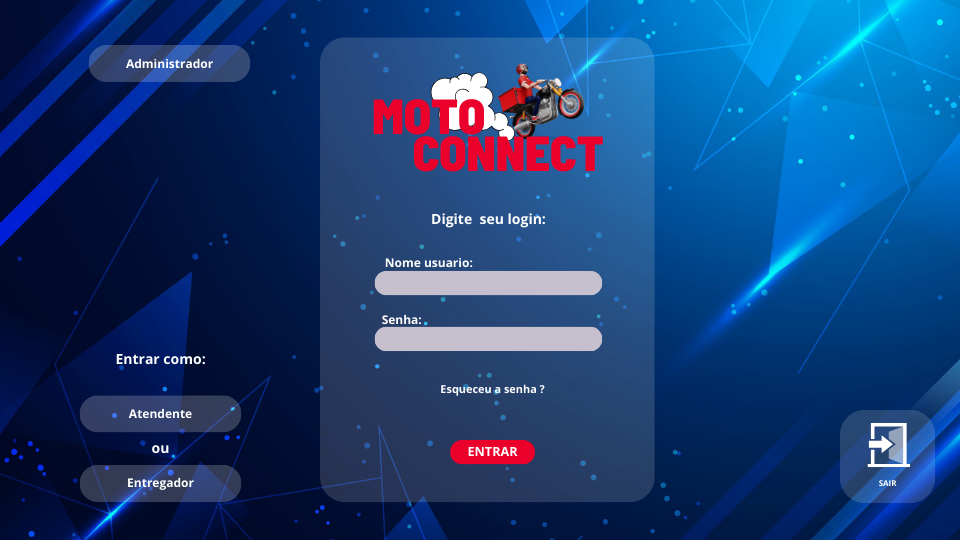 Administrador
MOTO
CONNECT
Digite seu login:
Nome usuario:
Senha:
Esqueceu a senha ?
ENTRAR
Entrar como:
Atendente
ou
Entregador
SAIR